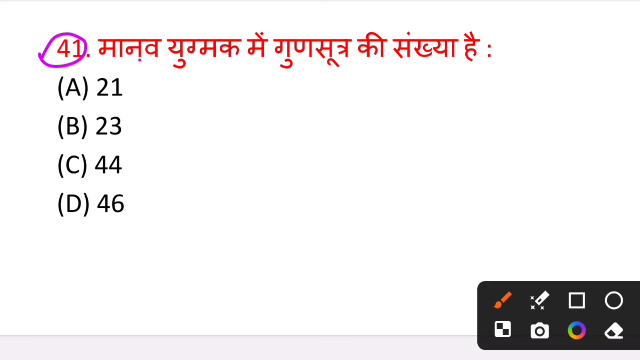 41. मानव युग्मक में गुणसूत्र की संख्या है :
(A) 21
(B) 23
(C) 44
(D) 46